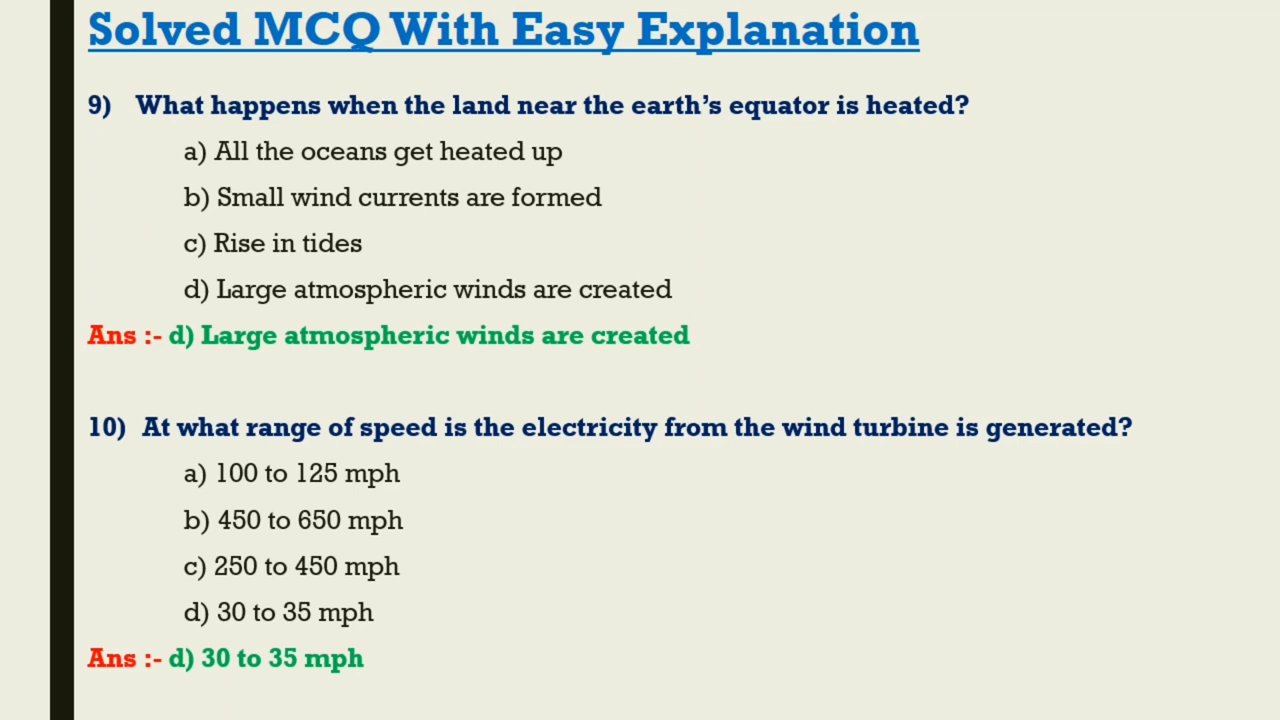 Solved MCQ With Easy Explanation
9) What happens when the land near the earth’s equator is heated?
a) All the oceans get heated up
b) Small wind currents are formed
c) Rise in tides
d) Large atmospheric winds are created
Ans :- d) Large atmospheric winds are created
10) At what range of speed is the electricity from the wind turbine is generated?
a) 100 to 125 mph
b) 450 to 650 mph
c) 250 to 450 mph
d) 30 to 35 mph
Ans :- d) 30 to 35 mph